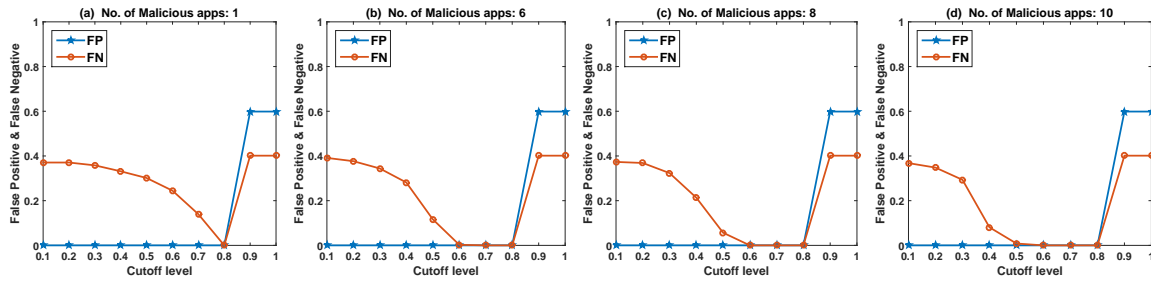 (a) No. of Malicious apps: 1
False Positive & False Negative
1
0.8
0.6
0.4
0.2
0
FP
FN
0.1 0.2 0.3 0.4 0.5 0.6 0.7 0.8 0.9 1
Cutoff level
(b) No. of Malicious apps: 6
False Positive & False Negative
1
0.8
0.6
0.4
0.2
0
FP
FN
0.1 0.2 0.3 0.4 0.5 0.6 0.7 0.8 0.9 1
Cutoff level
(c) No. of Malicious apps: 8
False Positive & False Negative
1
0.8
0.6
0.4
0.2
0
FP
FN
0.1 0.2 0.3 0.4 0.5 0.6 0.7 0.8 0.9 1
Cutoff level
(d) No. of Malicious apps: 10
False Positive & False Negative
1
0.8
0.6
0.4
0.2
0
FP
FN
0.1 0.2 0.3 0.4 0.5 0.6 0.7 0.8 0.9 1
Cutoff level